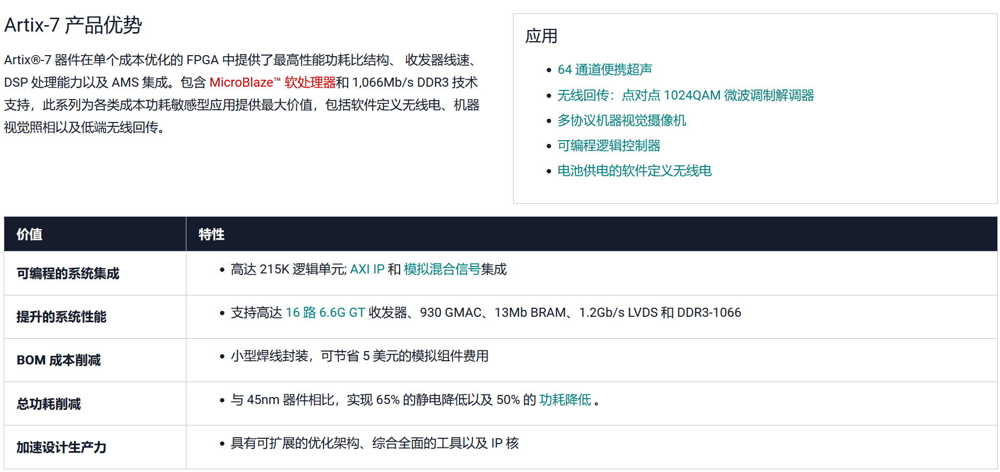 Artix-7 产品优势
Artix®-7 器件在单个成本优化的 FPGA 中提供了最高性能功耗比结构、 收发器线速、
DSP 处理能力以及 AMS 集成。包含 MicroBlaze™ 软处理器和 1,066Mb/s DDR3 技术
支持，此系列为各类成本功耗敏感型应用提供最大价值，包括软件定义无线电、机器
视觉照相以及低端无线回传。
应用
• 64 通道便携超声
• 无线回传：点对点 1024QAM 微波调制解调器
• 多协议机器视觉摄像机
• 可编程逻辑控制器
• 电池供电的软件定义无线电
价值 特性
可编程的系统集成 • 高达 215K 逻辑单元; AXI IP 和 模拟混合信号集成
提升的系统性能 • 支持高达 16 路 6.6G GT 收发器、930 GMAC、13Mb BRAM、1.2Gb/s LVDS 和 DDR3-1066
BOM 成本削减 • 小型焊线封装，可节省 5 美元的模拟组件费用
总功耗削减 • 与 45nm 器件相比，实现 65% 的静电降低以及 50% 的 功耗降低 。
加速设计生产力 • 具有可扩展的优化架构、综合全面的工具以及 IP 核